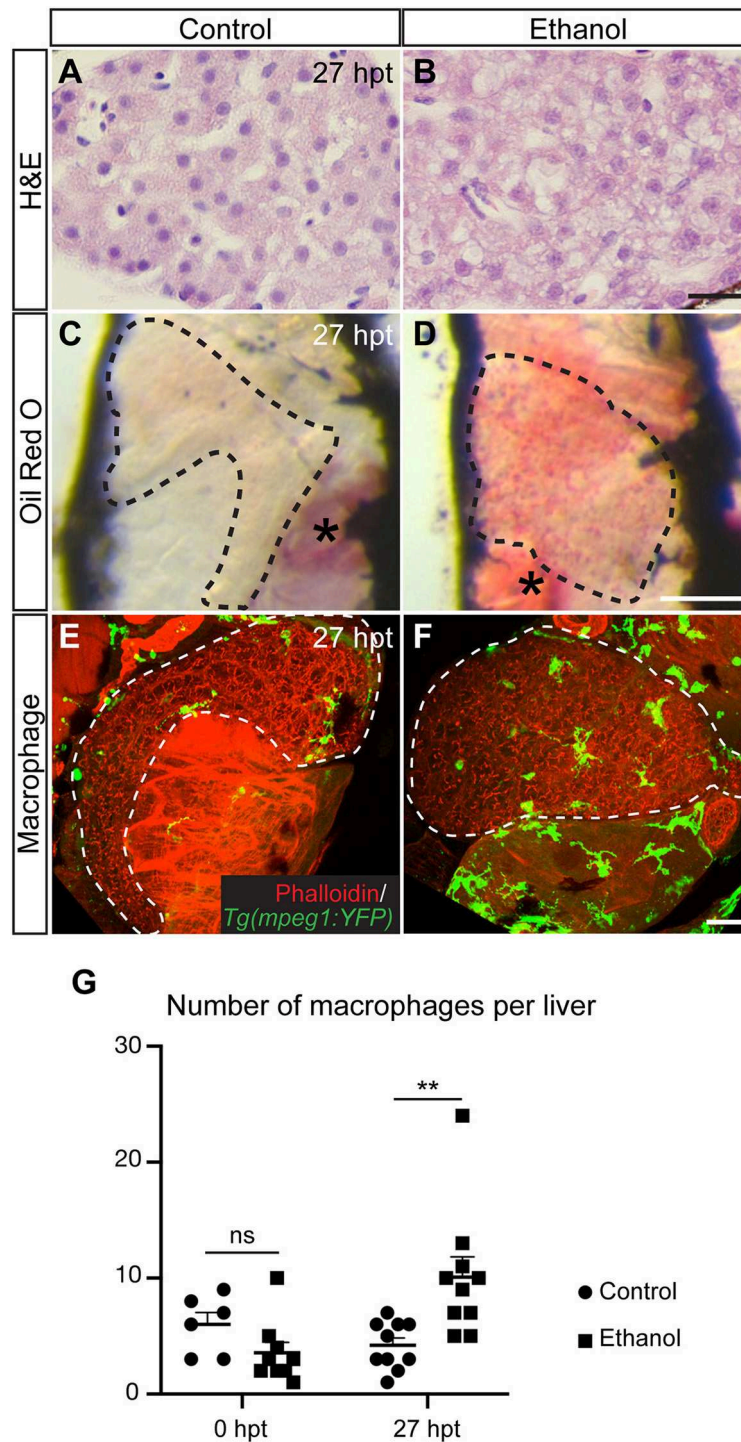 Control
Ethanol
H&E
A
27 hpt
B
Oil Red O
C
27 hpt
D
*
*
Macrophage
E
27 hpt
F
Phalloidin/
Tg(mpeg1:YFP)
G
Number of macrophages per liver
30
20
10
0
ns
**
0 hpt
27 hpt
Control
Ethanol